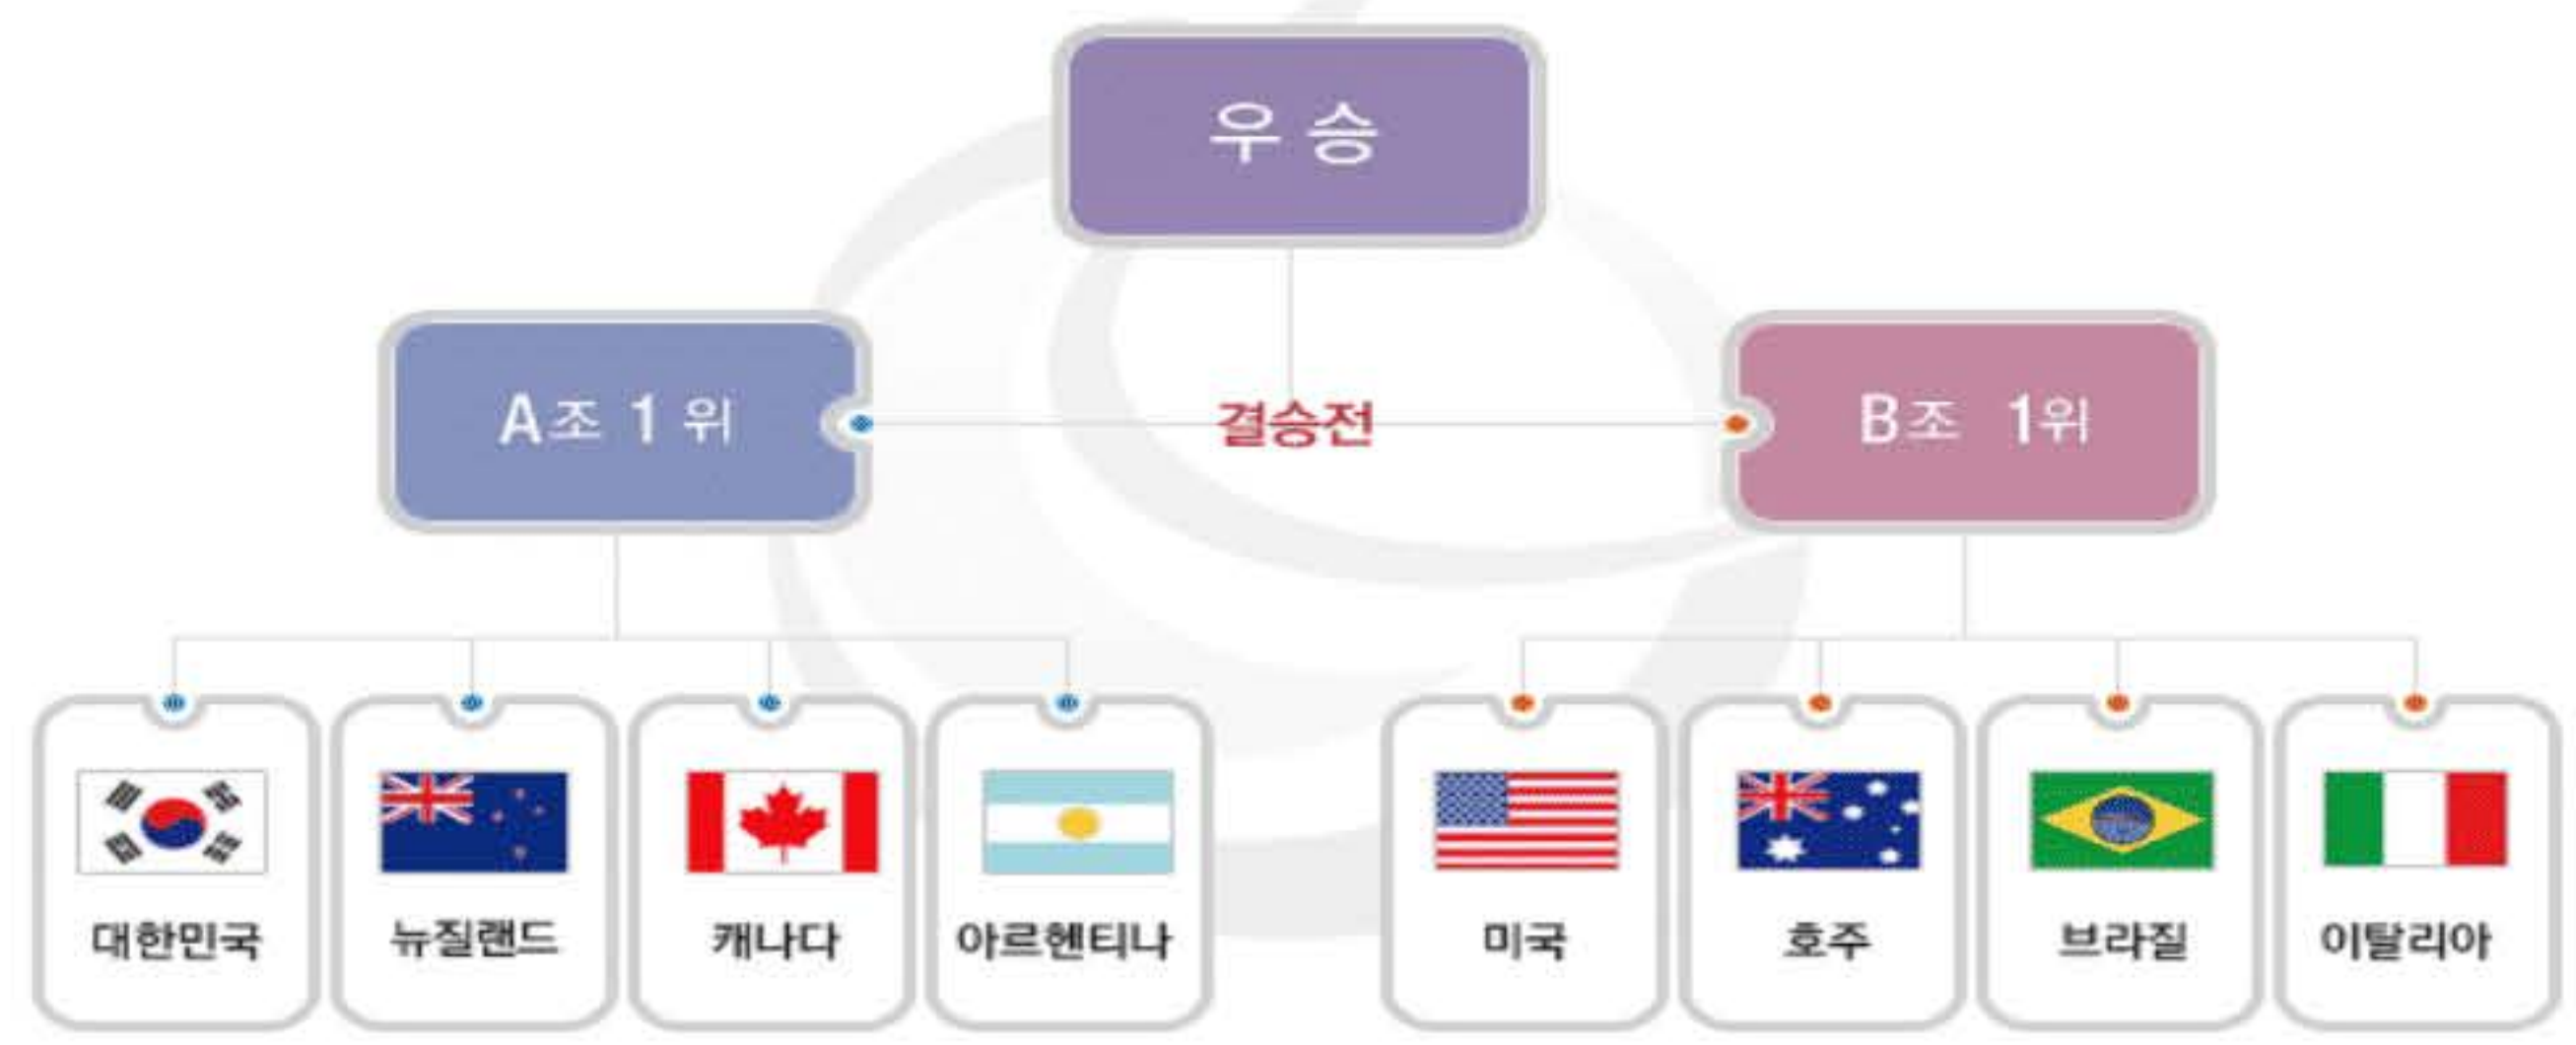 우승
A조 1위
결승전
B조 1위
대한민국
뉴질랜드
캐나다
아르헨티나
미국
호주
브라질
이탈리아